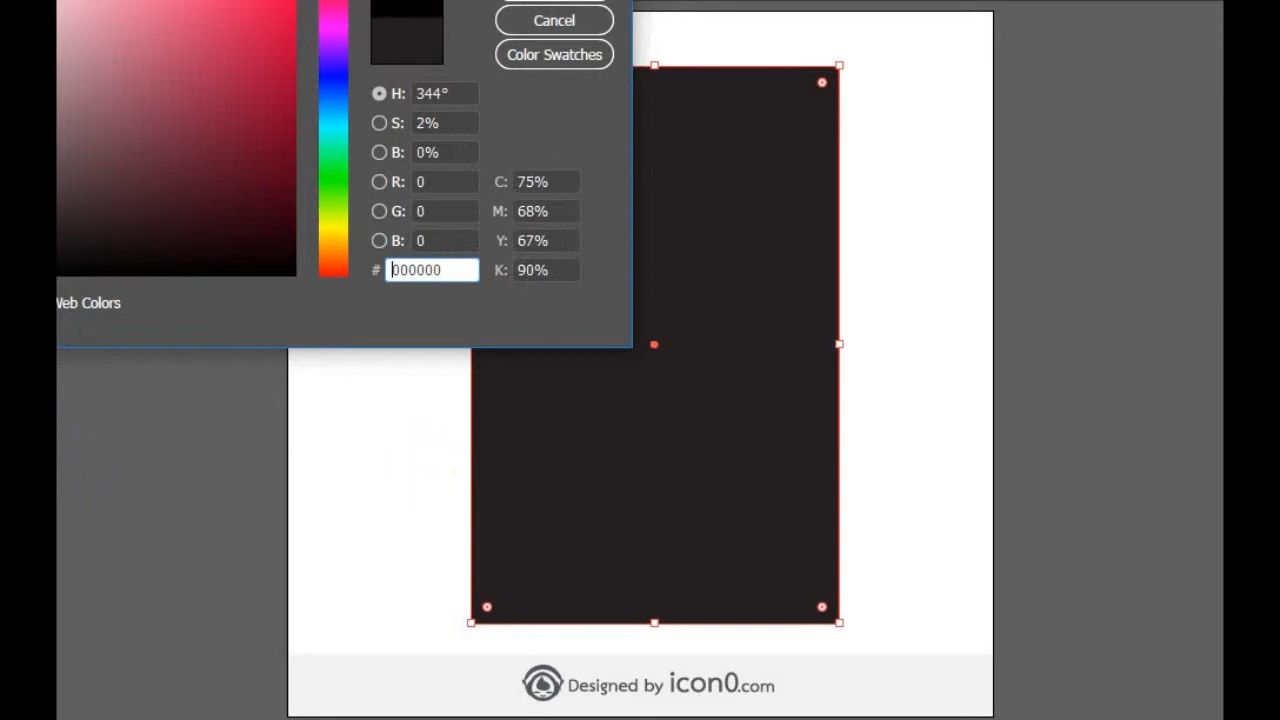 Cancel
Color Swatches
H: 344°
S: 2%
B: 0%
R: 0 C: 75%
G: 0 M: 68%
B: 0 Y: 67%
# 000000 K: 90%
Web Colors
Designed by icon0.com